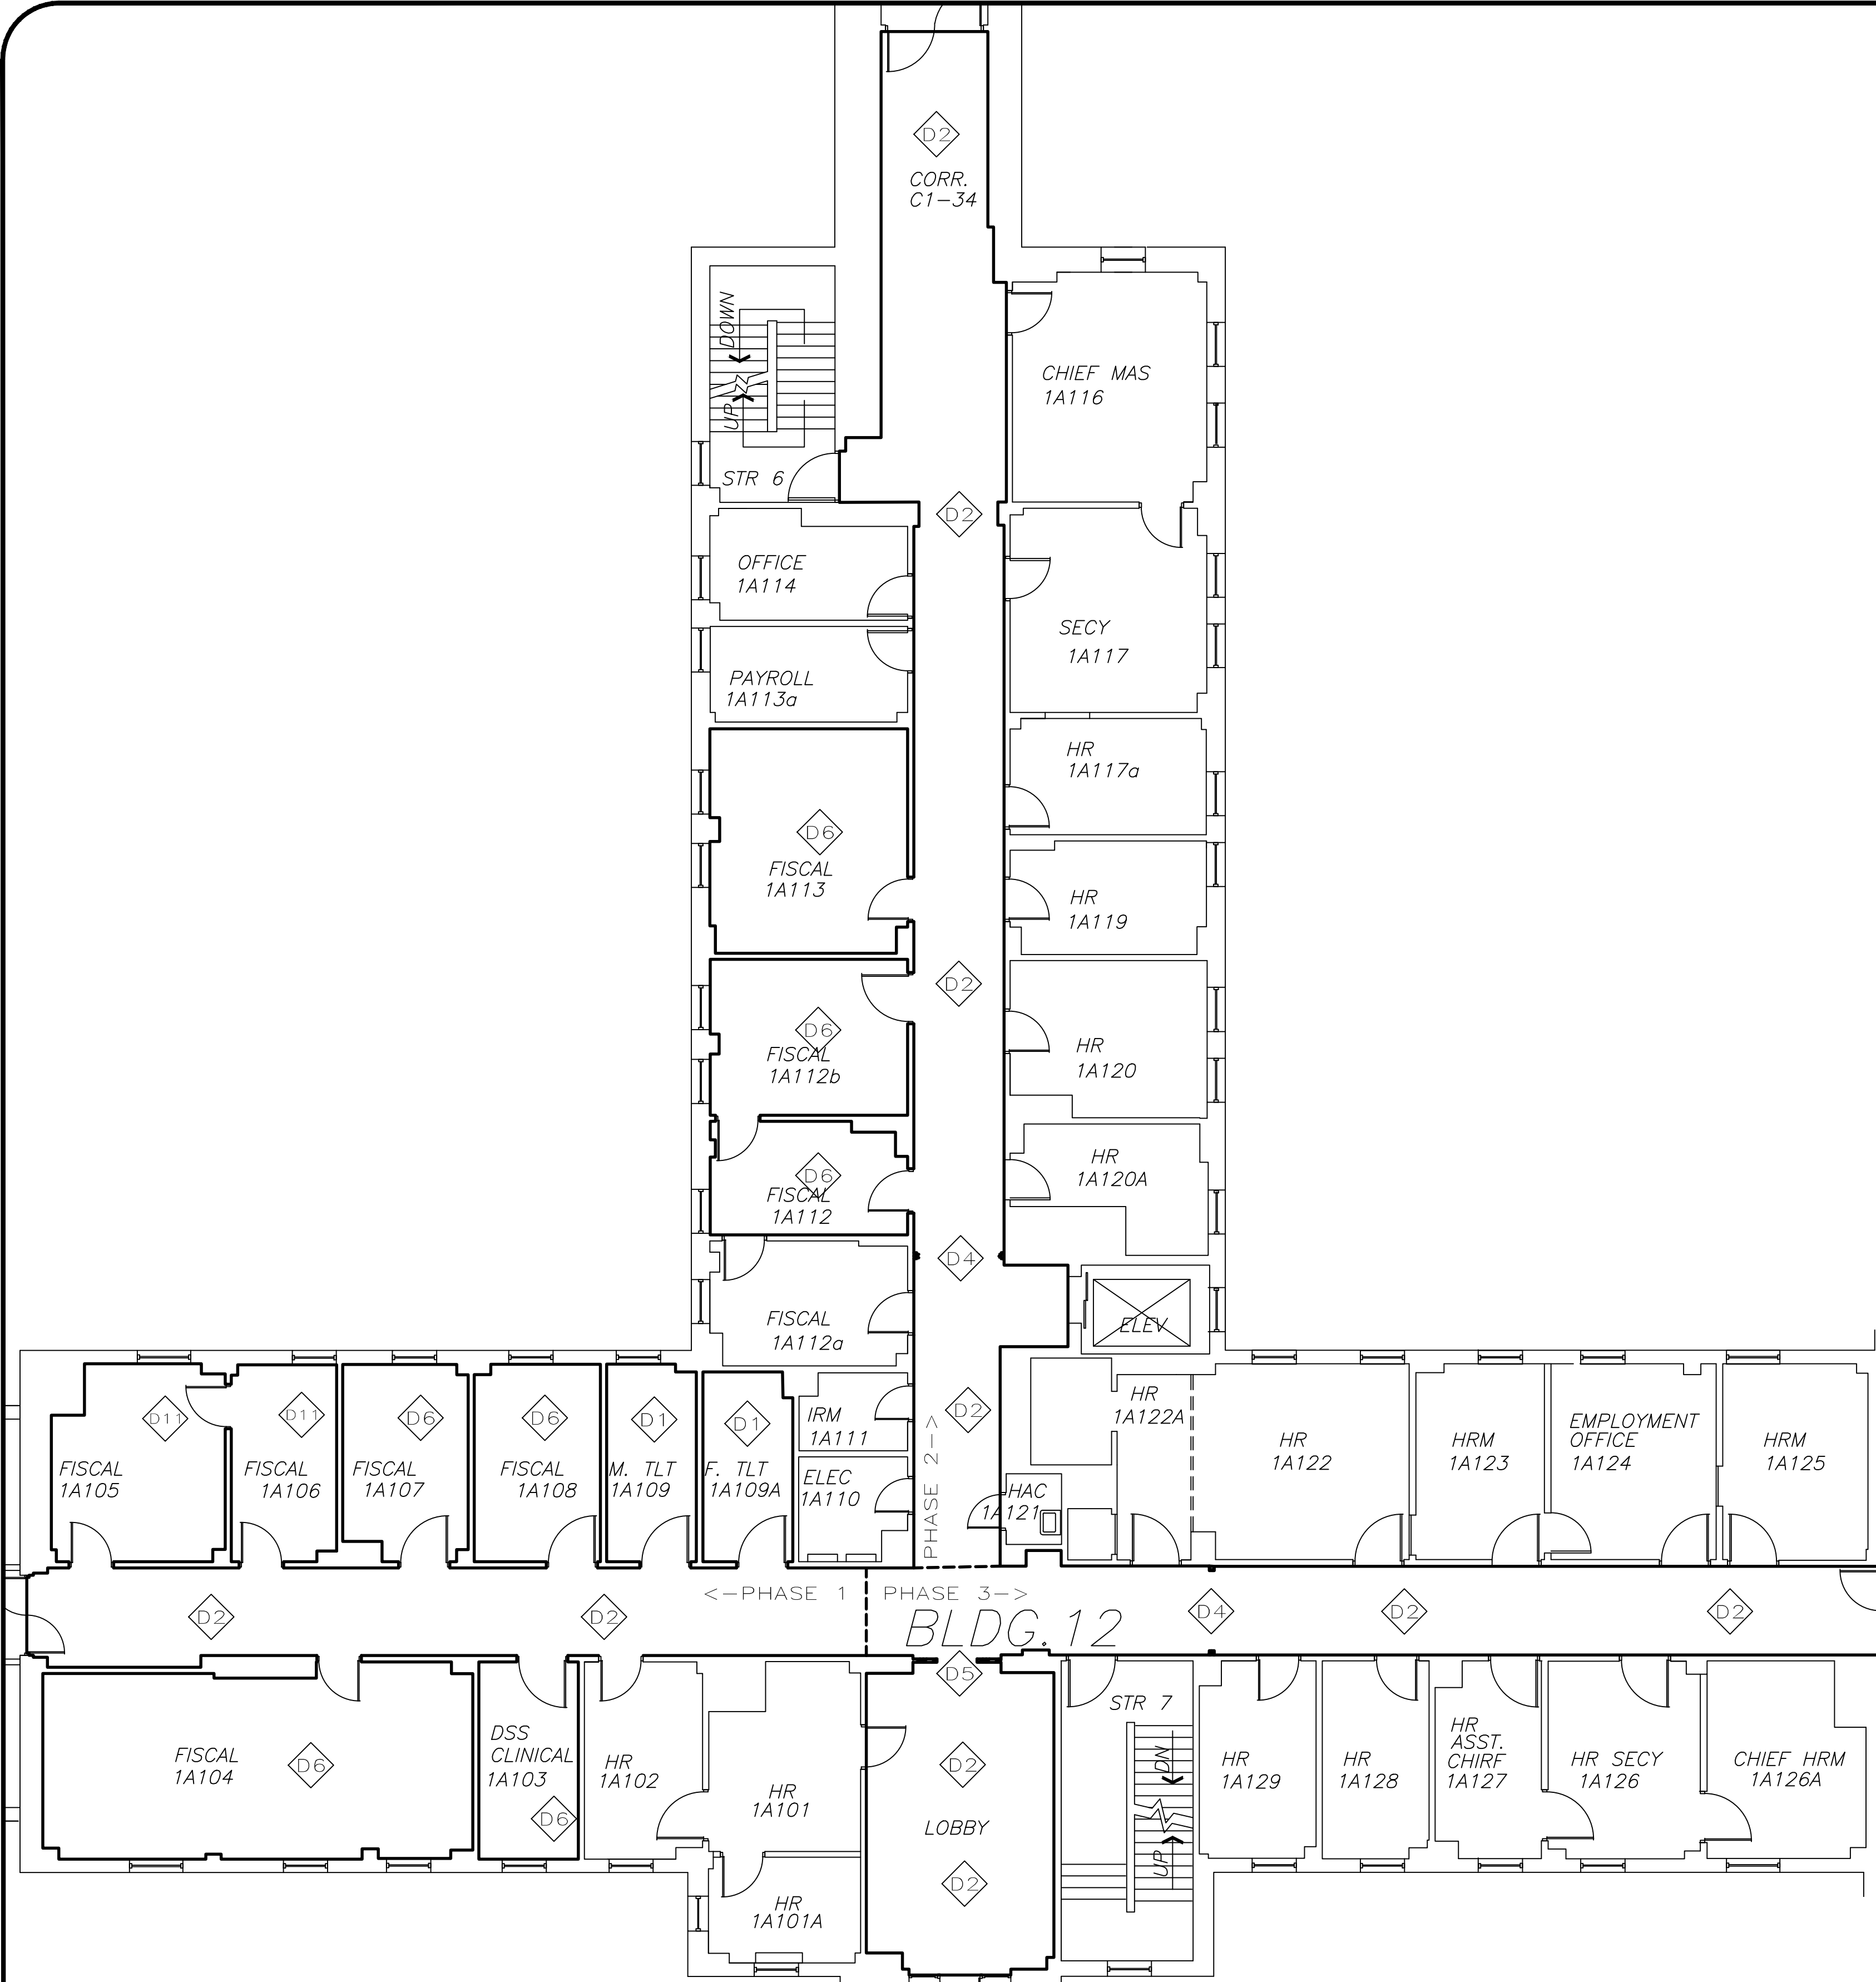 D2
CORR.
C1-34
DOWN
UP
STR 6
CHIEF MAS
1A116
D2
OFFICE
1A114
SECY
1A117
PAYROLL
1A113a
HR
1A117a
D6
FISCAL
1A113
HR
1A119
D2
D6
FISCAL
1A112b
HR
1A120
D6
FISCAL
1A112
HR
1A120A
D4
FISCAL
1A112a
ELEV
D11
FISCAL
1A105
D11
FISCAL
1A106
D6
FISCAL
1A107
D6
FISCAL
1A108
D1
M. TLT
1A109
D1
F. TLT
1A109A
IRM
1A111
ELEC
1A110
PHASE 2->
D2
HAC
1A121
HR
1A122A
HR
1A122
HRM
1A123
EMPLOYMENT
OFFICE
1A124
HRM
1A125
<-PHASE 1
PHASE 3->
D2
D2
BLDG. 12
D4
D2
D2
D5
FISCAL
1A104
D6
DSS
CLINICAL
1A103
D6
HR
1A102
HR
1A101
HR
1A101A
D2
LOBBY
D2
STR 7
DN
UP
HR
1A129
HR
1A128
HR
ASST.
CHIRF
1A127
HR SECY
1A126
CHIEF HRM
1A126A